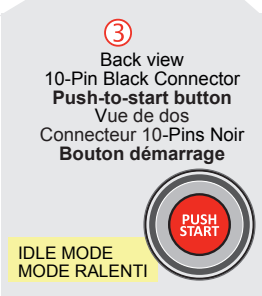 3
Back view
10-Pin Black Connector
Push-to-start button
Vue de dos
Connecteur 10-Pins Noir
Bouton démarrage
PUSH
START
IDLE MODE
MODE RALENTI